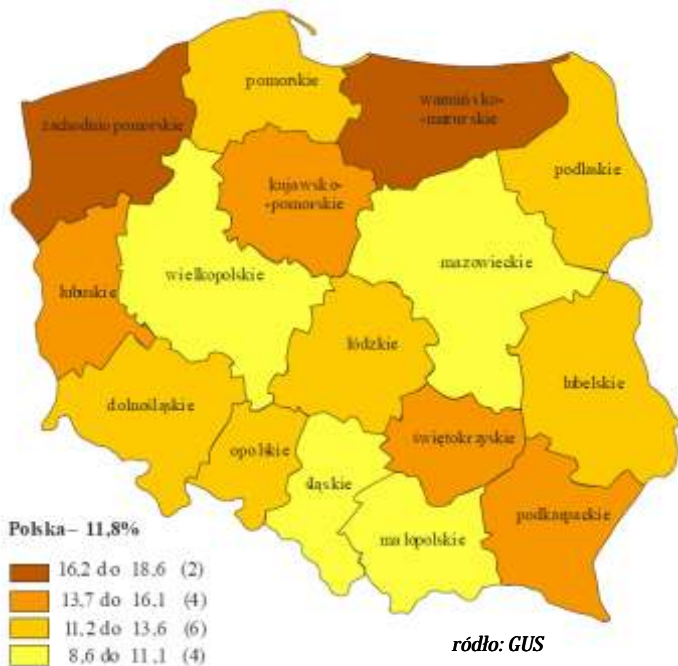 pomorskie
warmińsko-
-mazurskie
zachodniopomorskie
podlaskie
kujawsko-
-pomorskie
mazowieckie
wielkopolskie
lubuskie
łódzkie
lubelskie
dolnośląskie
świętokrzyskie
opolskie
śląskie
podkarpackie
małopolskie
Polska – 11,8%
16,2 do 18,6 (2)
13,7 do 16,1 (4)
11,2 do 13,6 (6)
8,6 do 11,1 (4)
ródło: GUS